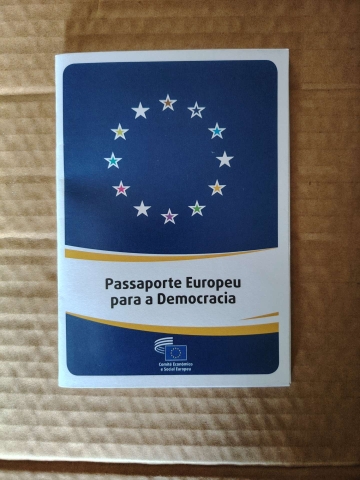 Passaporte Europeu
para a Democracia
Comité Económico
e Social Europeu